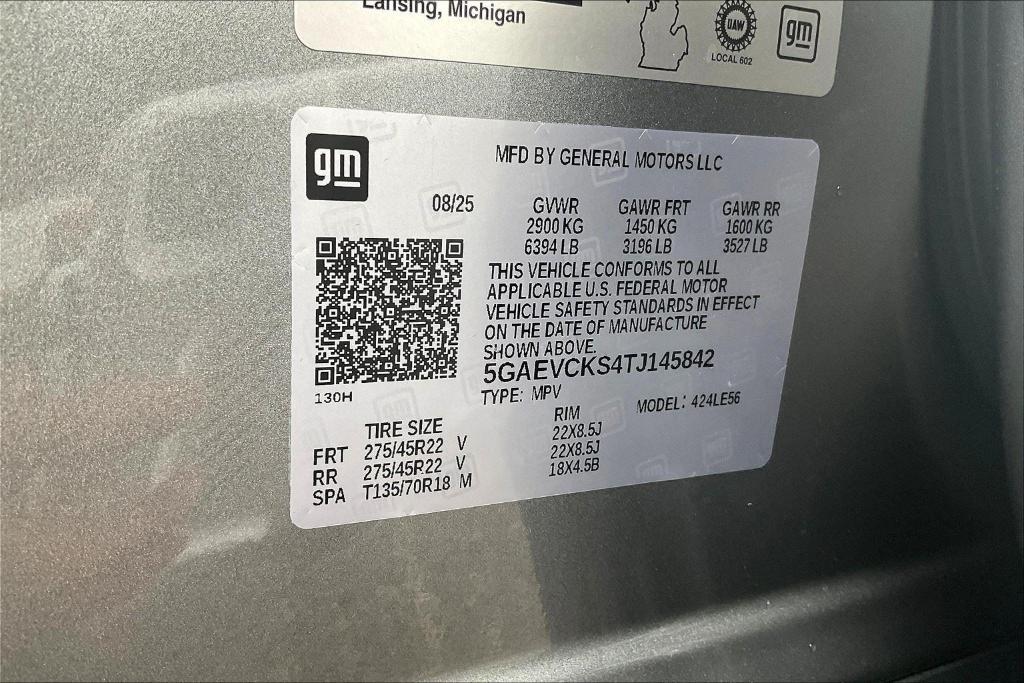 Lansing, Michigan
UAW
LOCAL 602
gm
gm
MFD BY GENERAL MOTORS LLC
08/25
GVWR GAWR FRT GAWR RR
2900 KG 1450 KG 1600 KG
6394 LB 3196 LB 3527 LB
THIS VEHICLE CONFORMS TO ALL
APPLICABLE U.S. FEDERAL MOTOR
VEHICLE SAFETY STANDARDS IN EFFECT
ON THE DATE OF MANUFACTURE
SHOWN ABOVE.
5GAEVCKS4TJ145842
130H
TYPE: MPV MODEL: 424LE56
TIRE SIZE RIM
FRT 275/45R22 V 22X8.5J
RR 275/45R22 V 22X8.5J
SPA T135/70R18 M 18X4.5B